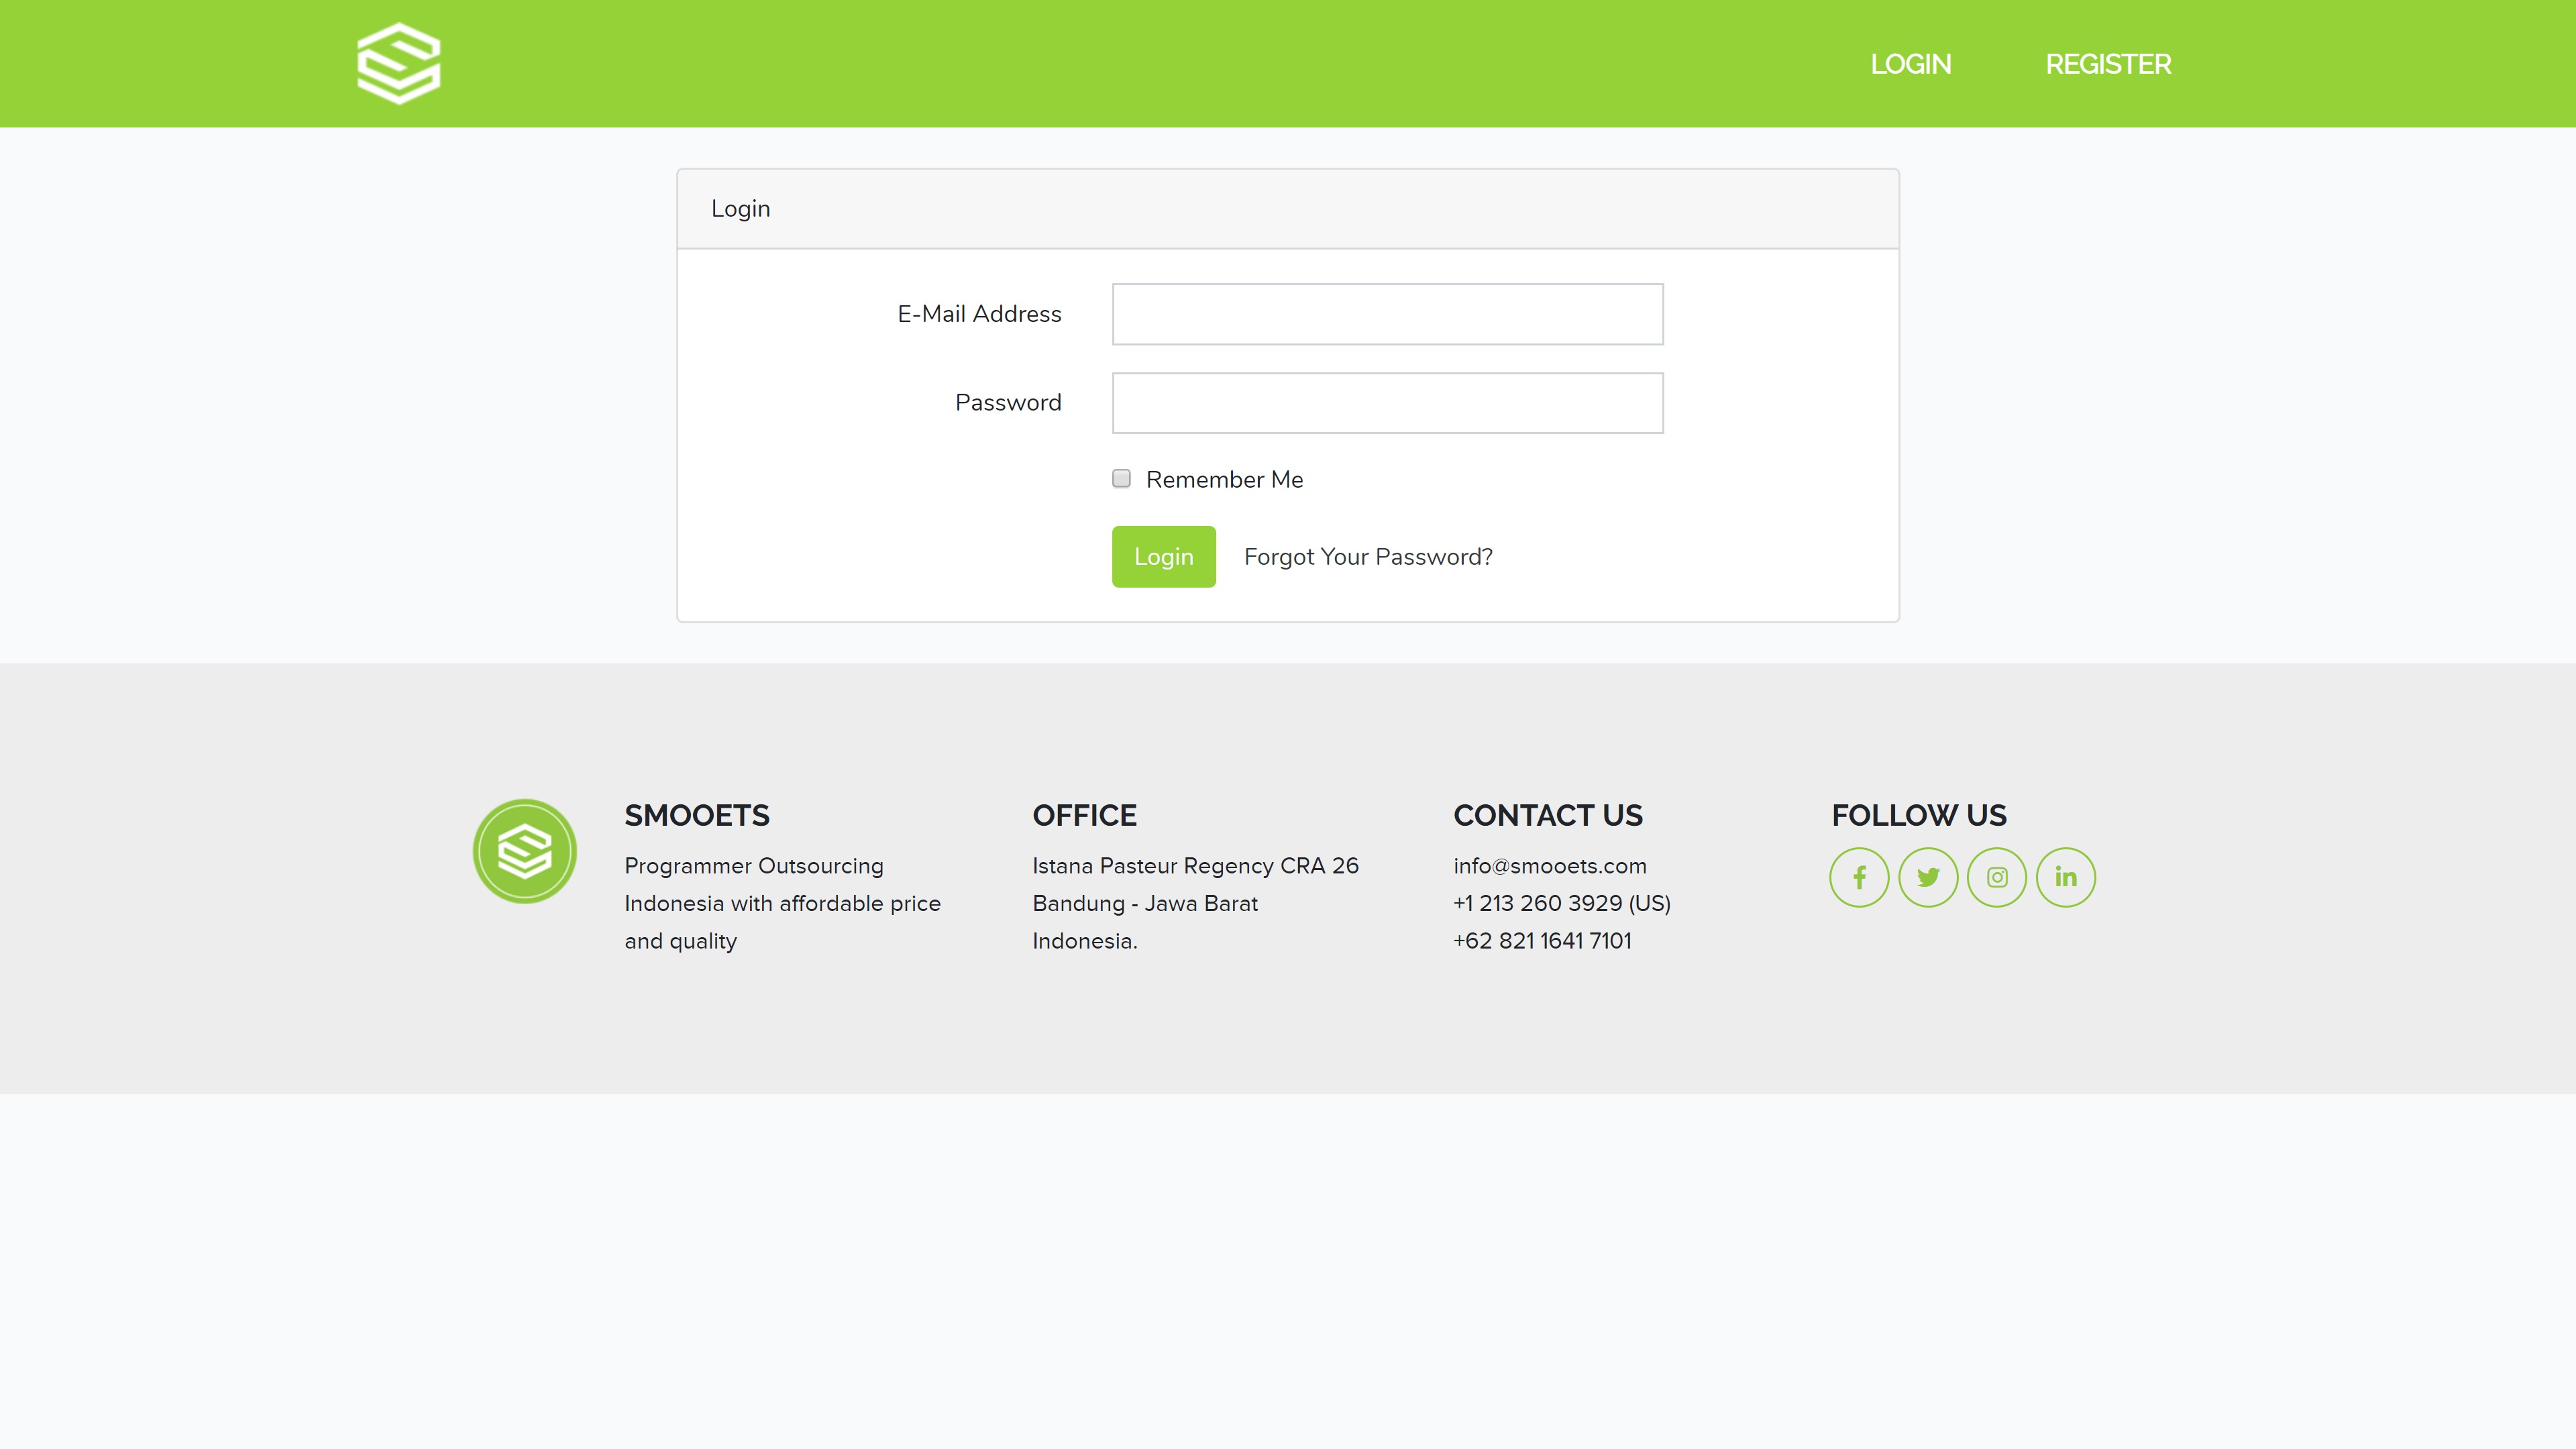 LOGIN
REGISTER
Login
E-Mail Address
Password
Remember Me
Login
Forgot Your Password?
SMOOETS
Programmer Outsourcing
Indonesia with affordable price
and quality
OFFICE
Istana Pasteur Regency CRA 26
Bandung - Jawa Barat
Indonesia.
CONTACT US
info@smooets.com
+1 213 260 3929 (US)
+62 821 1641 7101
FOLLOW US